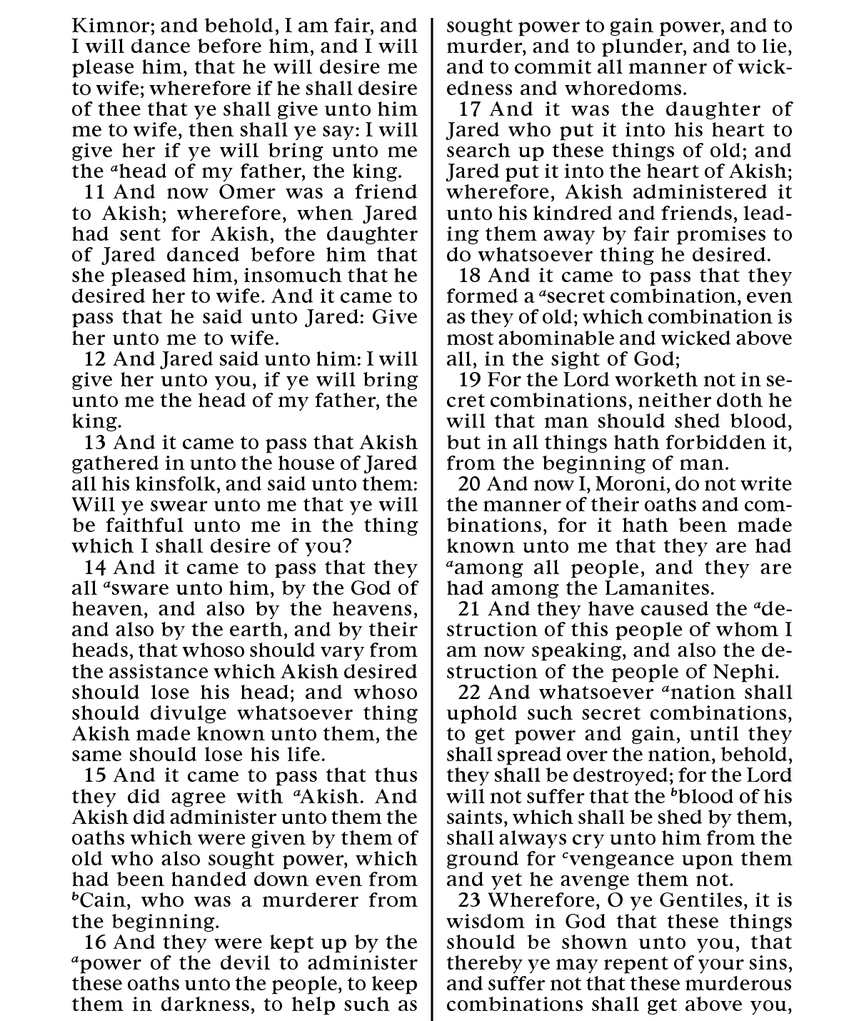 Kimnor; and behold, I am fair, and
I will dance before him, and I will
please him, that he will desire me
to wife; wherefore if he shall desire
of thee that ye shall give unto him
me to wife, then shall ye say: I will
give her if ye will bring unto me
the ᵃhead of my father, the king.
11 And now Omer was a friend
to Akish; wherefore, when Jared
had sent for Akish, the daughter
of Jared danced before him that
she pleased him, insomuch that he
desired her to wife. And it came to
pass that he said unto Jared: Give
her unto me to wife.
12 And Jared said unto him: I will
give her unto you, if ye will bring
unto me the head of my father, the
king.
13 And it came to pass that Akish
gathered in unto the house of Jared
all his kinsfolk, and said unto them:
Will ye swear unto me that ye will
be faithful unto me in the thing
which I shall desire of you?
14 And it came to pass that they
all ᵃsware unto him, by the God of
heaven, and also by the heavens,
and also by the earth, and by their
heads, that whoso should vary from
the assistance which Akish desired
should lose his head; and whoso
should divulge whatsoever thing
Akish made known unto them, the
same should lose his life.
15 And it came to pass that thus
they did agree with ᵃAkish. And
Akish did administer unto them the
oaths which were given by them of
old who also sought power, which
had been handed down even from
ᵇCain, who was a murderer from
the beginning.
16 And they were kept up by the
ᵃpower of the devil to administer
these oaths unto the people, to keep
them in darkness, to help such as
sought power to gain power, and to
murder, and to plunder, and to lie,
and to commit all manner of wick-
edness and whoredoms.
17 And it was the daughter of
Jared who put it into his heart to
search up these things of old; and
Jared put it into the heart of Akish;
wherefore, Akish administered it
unto his kindred and friends, lead-
ing them away by fair promises to
do whatsoever thing he desired.
18 And it came to pass that they
formed a ᵃsecret combination, even
as they of old; which combination is
most abominable and wicked above
all, in the sight of God;
19 For the Lord worketh not in se-
cret combinations, neither doth he
will that man should shed blood,
but in all things hath forbidden it,
from the beginning of man.
20 And now I, Moroni, do not write
the manner of their oaths and com-
binations, for it hath been made
known unto me that they are had
ᵃamong all people, and they are
had among the Lamanites.
21 And they have caused the ᵃde-
struction of this people of whom I
am now speaking, and also the de-
struction of the people of Nephi.
22 And whatsoever ᵃnation shall
uphold such secret combinations,
to get power and gain, until they
shall spread over the nation, behold,
they shall be destroyed; for the Lord
will not suffer that the ᵇblood of his
saints, which shall be shed by them,
shall always cry unto him from the
ground for ᶜvengeance upon them
and yet he avenge them not.
23 Wherefore, O ye Gentiles, it is
wisdom in God that these things
should be shown unto you, that
thereby ye may repent of your sins,
and suffer not that these murderous
combinations shall get above you,